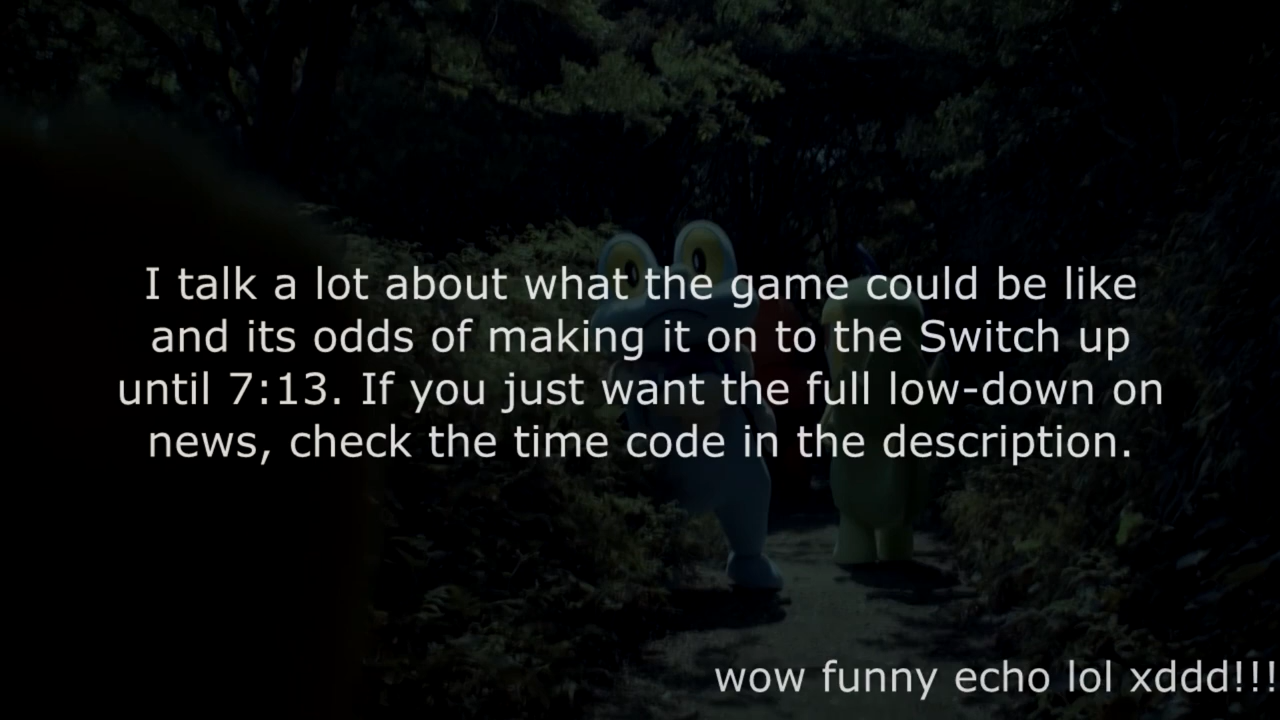 I talk a lot about what the game could be like
and its odds of making it on to the Switch up
until 7:13. If you just want the full low-down on
news, check the time code in the description.
wow funny echo lol xddd!!!